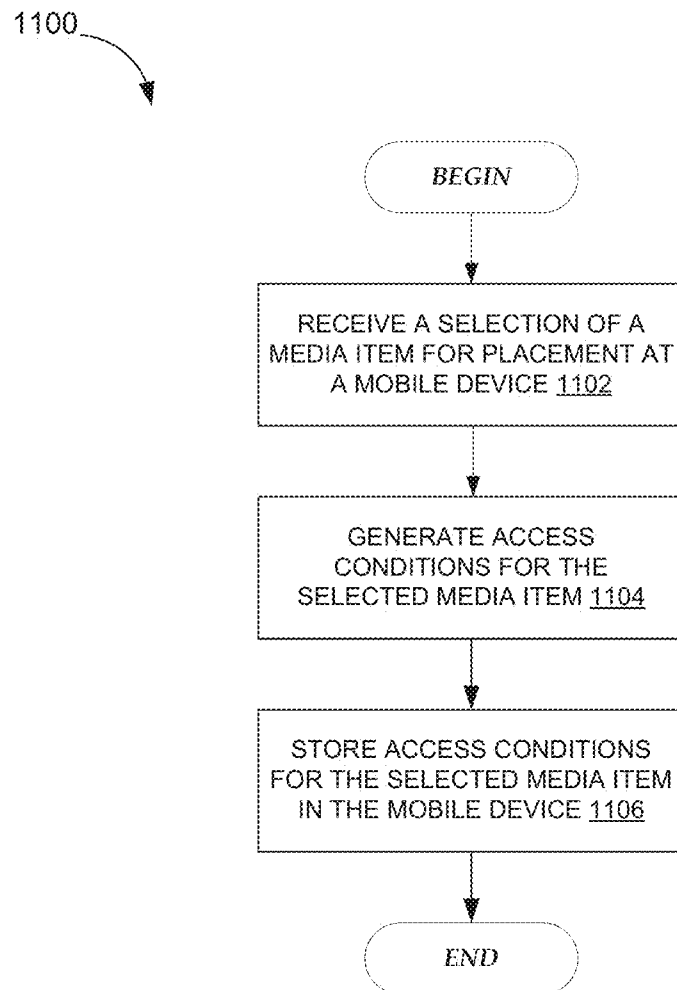 1100
BEGIN
RECEIVE A SELECTION OF A
MEDIA ITEM FOR PLACEMENT AT
A MOBILE DEVICE 1102
GENERATE ACCESS
CONDITIONS FOR THE
SELECTED MEDIA ITEM 1104
STORE ACCESS CONDITIONS
FOR THE SELECTED MEDIA ITEM
IN THE MOBILE DEVICE 1106
END